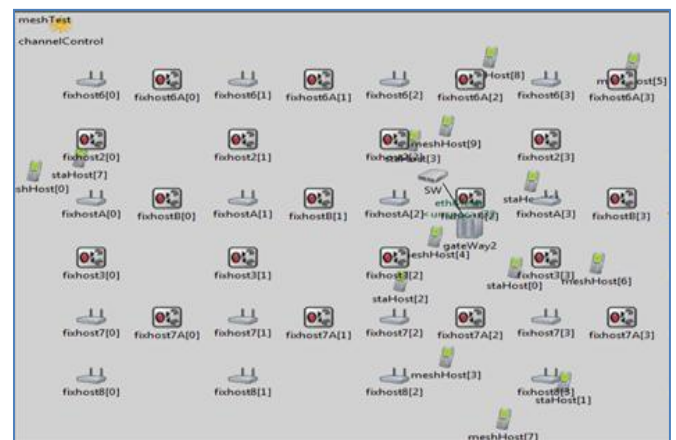 meshTest
channelControl
Host[8]
fixhost6[0] fixhost6A[0] fixhost6[1] fixhost6A[1] fixhost6[2] fixhost6A[2] fixhost6[3] fixhost6A[3]
meshHost[9]
fixhost2[0] fixhost2[1] fixhost2[3]
staHost[7]
shHost[0]
SW
fixhostA[0] fixhostB[0] fixhostA[1] fixhostB[1] fixhostA[2] fixhostA[3] fixhostB[3]
gateWay2
eshHost[4]
fixhost3[0] fixhost3[1] fixhost3[2] fixhost3[3]
staHost[0] meshHost[6]
staHost[2]
fixhost7[0] fixhost7A[0] fixhost7[1] fixhost7A[1] fixhost7[2] fixhost7A[2] fixhost7[3] fixhost7A[3]
meshHost[3]
fixhost8[0] fixhost8[1] fixhost8[2] fixhost8[3]
staHost[1]
meshHost[7]